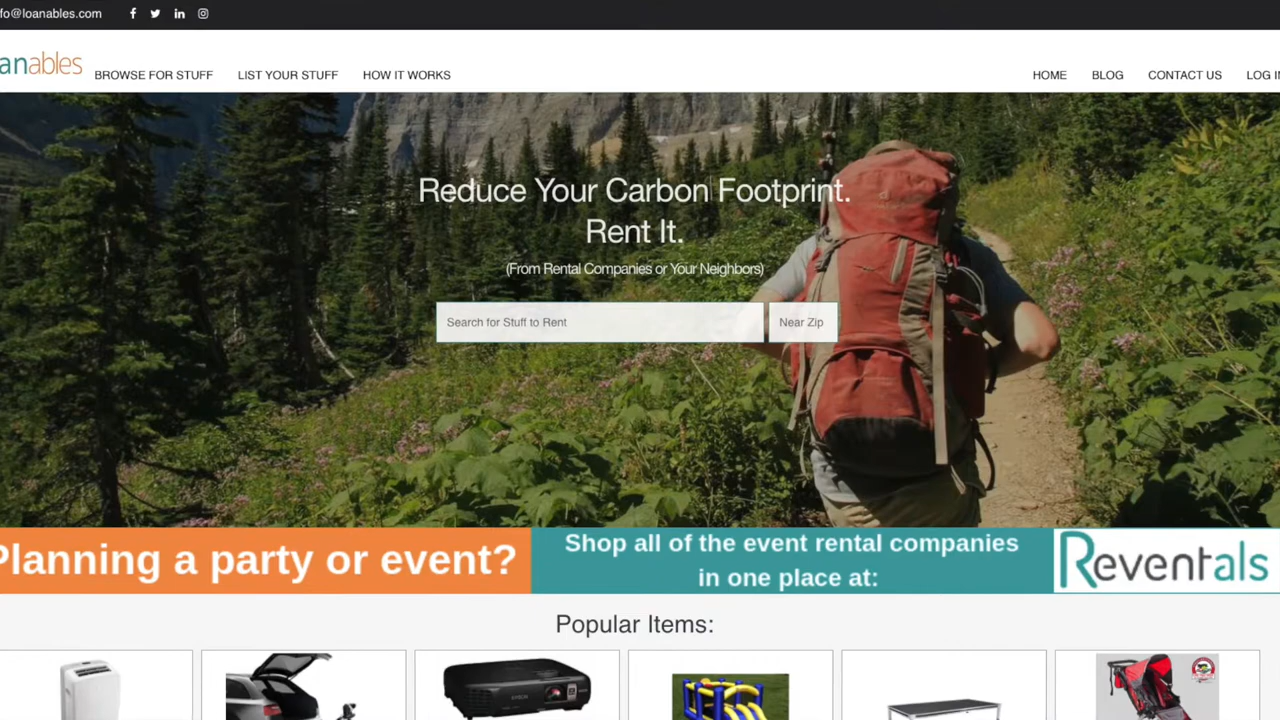 fo@loanables.com
anables
BROWSE FOR STUFF
LIST YOUR STUFF
HOW IT WORKS
HOME
BLOG
CONTACT US
LOG IN
Reduce Your Carbon Footprint.
Rent It.
(From Rental Companies or Your Neighbors)
Search for Stuff to Rent
Near Zip
Planning a party or event?
Shop all of the event rental companies
in one place at:
Reventals
Popular Items:
EPSON